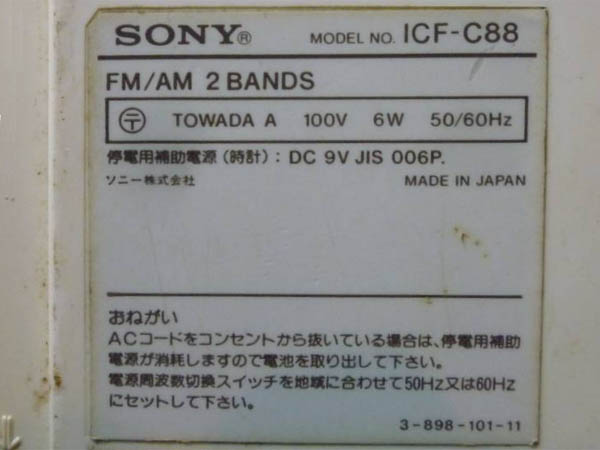 SONY® MODEL NO. ICF-C88
FM/AM 2 BANDS
〶 TOWADA A 100V 6W 50/60Hz
停電用補助電源(時計): DC 9V JIS 006P.
ソニー株式会社 MADE IN JAPAN
おねがい
ACコードをコンセントから抜いている場合は、停電用補助
電源が消耗しますので電池を取り出して下さい。
電源周波数切換スイッチを地域に合わせて50Hz又は60Hz
にセットして下さい。
3-898-101-11